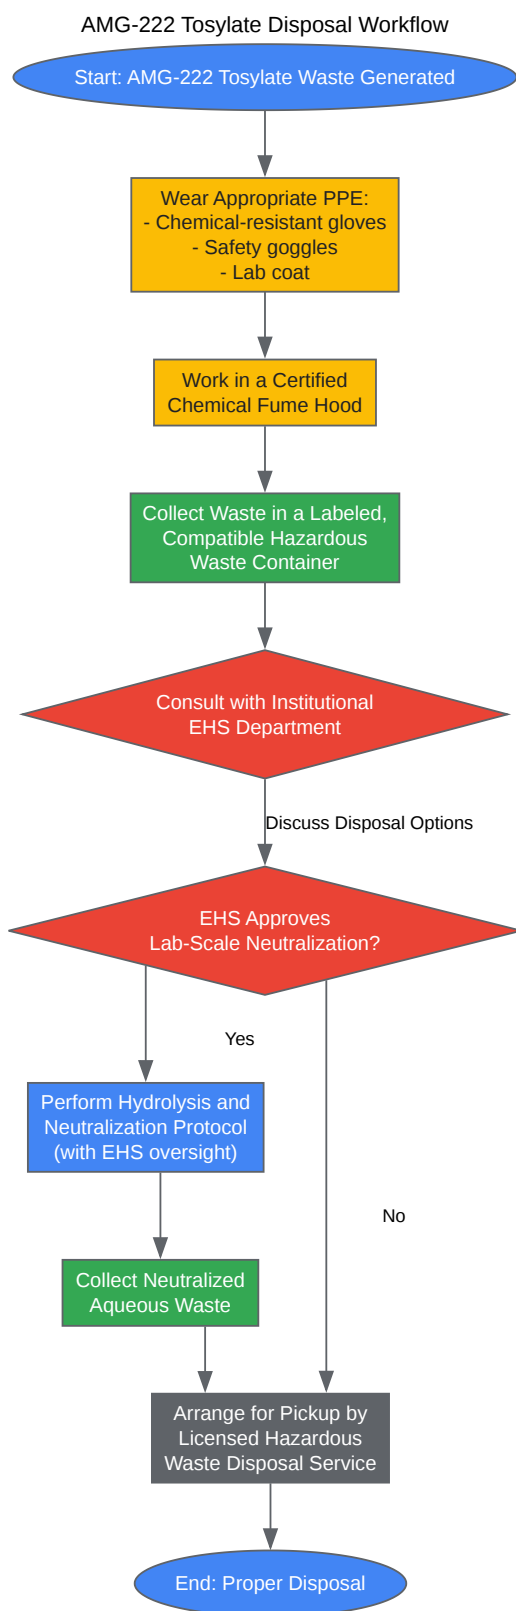 AMG-222 Tosylate Disposal Workflow
Start: AMG-222 Tosylate Waste Generated
Wear Appropriate PPE:
- Chemical-resistant gloves
- Safety goggles
- Lab coat
Work in a Certified
Chemical Fume Hood
Collect Waste in a Labeled,
Compatible Hazardous
Waste Container
Consult with Institutional
EHS Department
Discuss Disposal Options
EHS Approves
Lab-Scale Neutralization?
Yes
Perform Hydrolysis and
Neutralization Protocol
(with EHS oversight)
No
Collect Neutralized
Aqueous Waste
Arrange for Pickup by
Licensed Hazardous
Waste Disposal Service
End: Proper Disposal